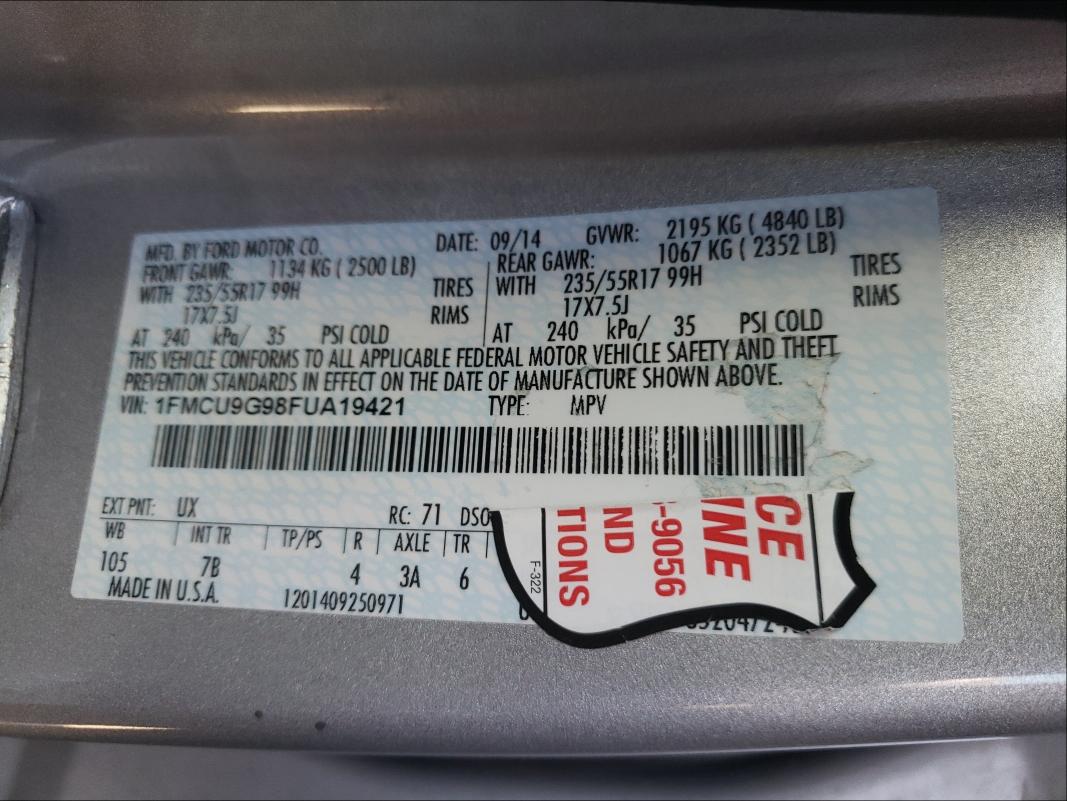 MFD. BY FORD MOTOR CO. DATE: 09/14 GVWR: 2195 KG ( 4840 LB)
FRONT GAWR: 1134 KG ( 2500 LB) REAR GAWR: 1067 KG ( 2352 LB)
WITH 235/55R17 99H TIRES WITH 235/55R17 99H TIRES
17X7.5J RIMS 17X7.5J RIMS
AT 240 kPa/ 35 PSI COLD AT 240 kPa/ 35 PSI COLD
THIS VEHICLE CONFORMS TO ALL APPLICABLE FEDERAL MOTOR VEHICLE SAFETY AND THEFT
PREVENTION STANDARDS IN EFFECT ON THE DATE OF MANUFACTURE SHOWN ABOVE.
VIN: 1FMCU9G98FUA19421 TYPE: MPV
EXT PNT: UX RC: 71 DSO
WB INT TR TP/PS R AXLE TR
105 7B 4 3A 6
MADE IN U.S.A. 1201409250971
F-322
TIONS
ND
-9056
NE
CE